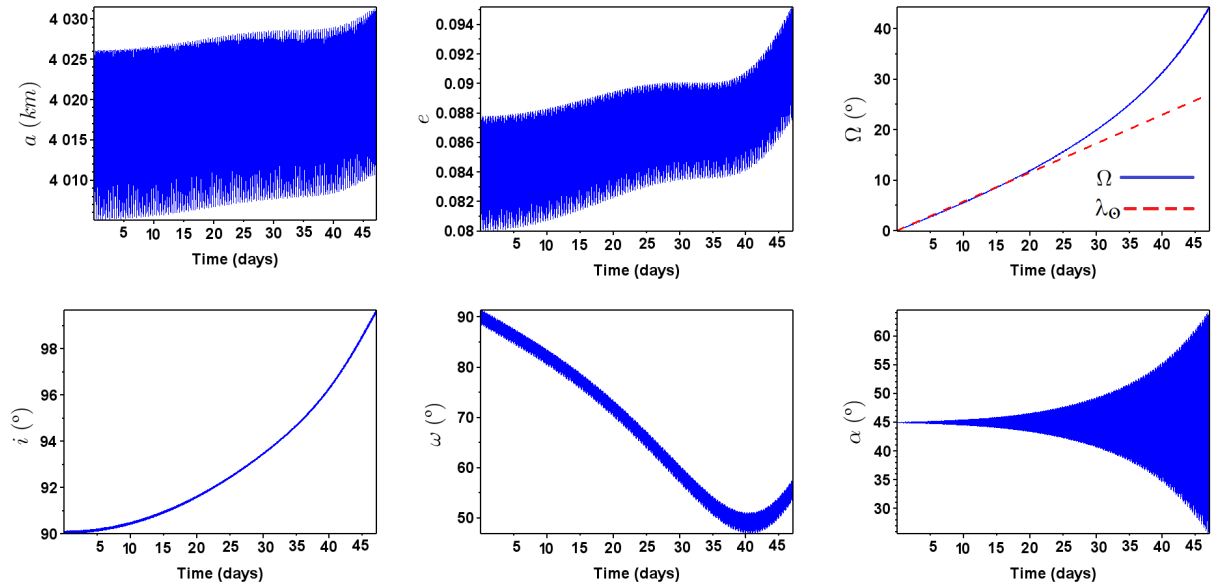 a (km)
4 030
4 025
4 020
4 015
4 010
5 10 15 20 25 30 35 40 45
Time (days)
e
0.094
0.092
0.09
0.088
0.086
0.084
0.082
0.08
5 10 15 20 25 30 35 40 45
Time (days)
Ω (°)
40
30
20
10
0
Ω
λ⊙
5 10 15 20 25 30 35 40 45
Time (days)
i (°)
98
96
94
92
90
5 10 15 20 25 30 35 40 45
Time (days)
ω (°)
90
80
70
60
50
5 10 15 20 25 30 35 40 45
Time (days)
α (°)
60
55
50
45
45
35
30
5 10 15 20 25 30 35 40 45
Time (days)